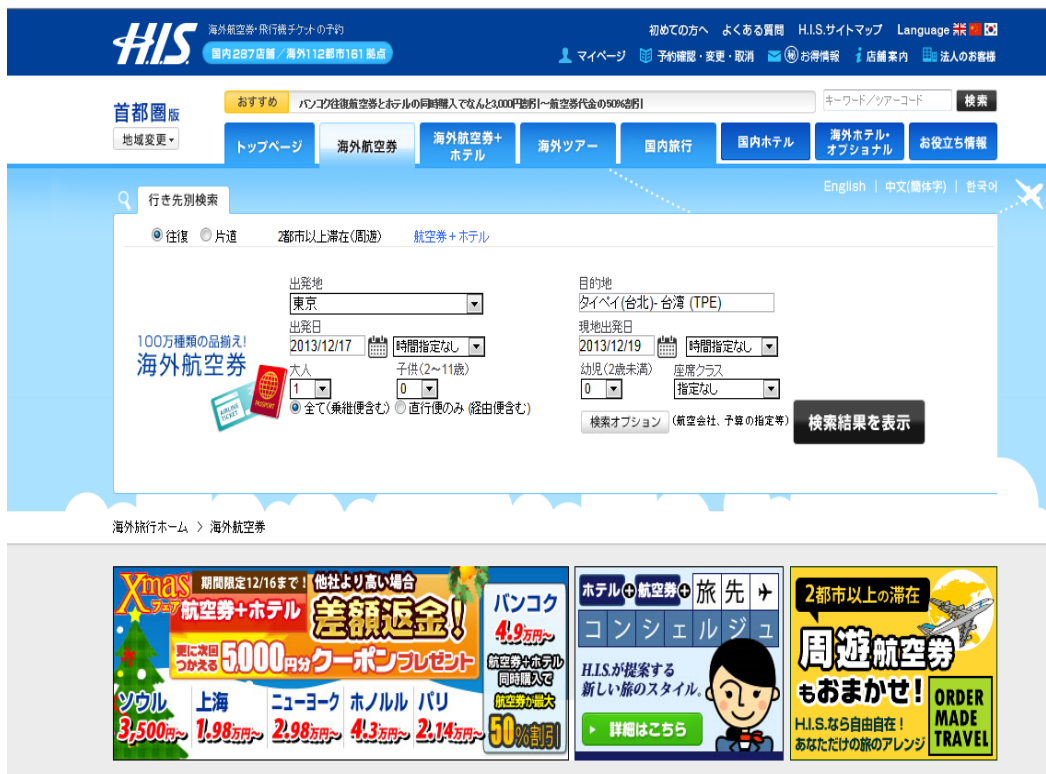 H.I.S.
海外航空券・飛行機チケットの予約
国内287店舗／海外112都市161拠点
初めての方へ よくある質問 H.I.S.サイトマップ Language
マイページ 予約確認・変更・取消 ㊙お得情報 店舗案内 法人のお客様
首都圏版
地域変更
おすすめ バンコク往復航空券とホテルの同時購入でなんと3,000円割引～航空券代金の50%割引
キーワード／ツアーコード 検索
トップページ 海外航空券 海外航空券+ホテル 海外ツアー 国内旅行 国内ホテル 海外ホテル・オプショナル お役立ち情報
English | 中文(簡体字) | 한국어
行き先別検索
往復 片道 2都市以上滞在(周遊) 航空券+ホテル
出発地 目的地
東京 タイペイ(台北)-台湾 (TPE)
出発日 現地出発日
2013/12/17 時間指定なし 2013/12/19 時間指定なし
100万種類の品揃え!
海外航空券
AIRLINE TICKET
PASSPORT
大人 子供(2～11歳) 幼児(2歳未満) 座席クラス
1 0 0 指定なし
全て(乗継便含む) 直行便のみ (経由便含む)
検索オプション (航空会社、予算の指定等) 検索結果を表示
海外旅行ホーム > 海外航空券
Xmasフェア 期間限定12/16まで!
航空券+ホテル
他社より高い場合
差額返金!
更に次回つかえる 5,000円分クーポンプレゼント
ソウル 上海 ニューヨーク ホノルル パリ
3,500円～ 1.98万円～ 2.98万円～ 4.3万円～ 2.14万円～
バンコク
4.9万円～
航空券+ホテル
同時購入で
航空券が最大
50%割引
ホテル+航空券+旅先
コンシェルジュ
H.I.S.が提案する
新しい旅のスタイル。
詳細はこちら
2都市以上の滞在
周遊航空券
もおまかせ!
H.I.S.なら自由自在!
あなただけの旅のアレンジ
ORDER
MADE
TRAVEL